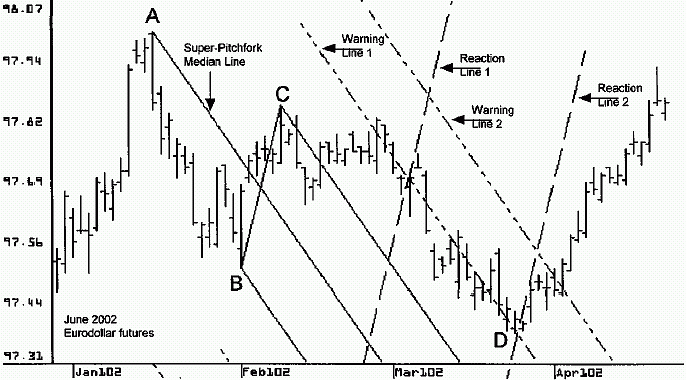 98.07
A
Super-Pitchfork
Median Line
Warning
Line 1
Reaction
Line 1
97.94
C
Reaction
Line 2
Warning
Line 2
97.82
97.69
97.56
B
97.44
June 2002
Eurodollar futures
D
97.31
Jan102
Feb102
Mar102
Apr102